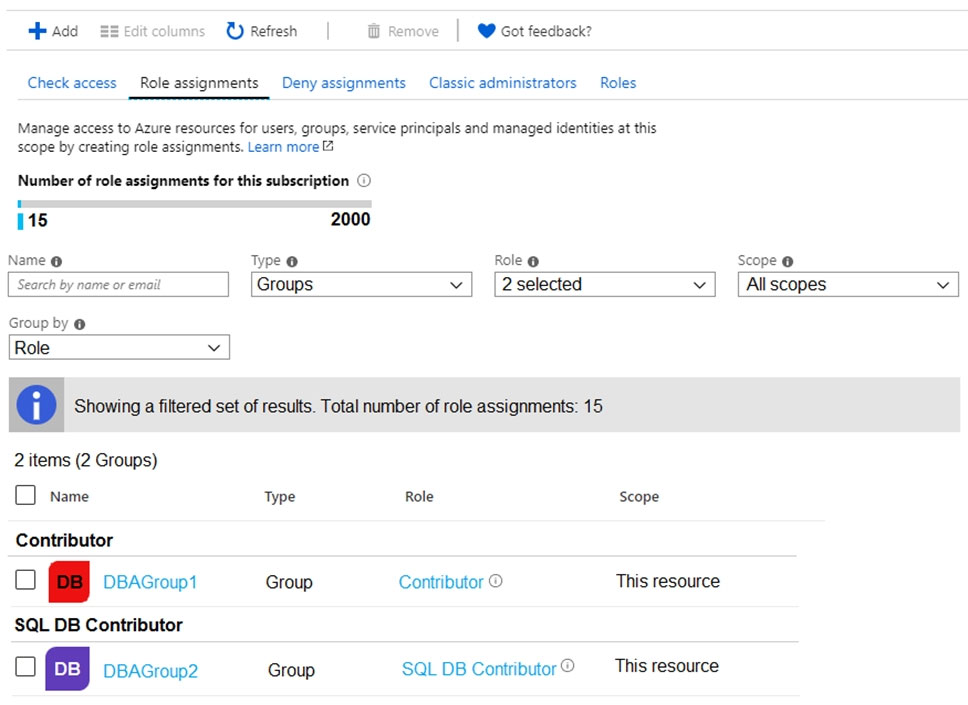 Add Edit columns Refresh Remove Got feedback?
Check access Role assignments Deny assignments Classic administrators Roles
Manage access to Azure resources for users, groups, service principals and managed identities at this
scope by creating role assignments. Learn more
Number of role assignments for this subscription
15 2000
Name Type Role Scope
Search by name or email Groups 2 selected All scopes
Group by
Role
Showing a filtered set of results. Total number of role assignments: 15
2 items (2 Groups)
Name Type Role Scope
Contributor
DB DBAGroup1 Group Contributor This resource
SQL DB Contributor
DB DBAGroup2 Group SQL DB Contributor This resource